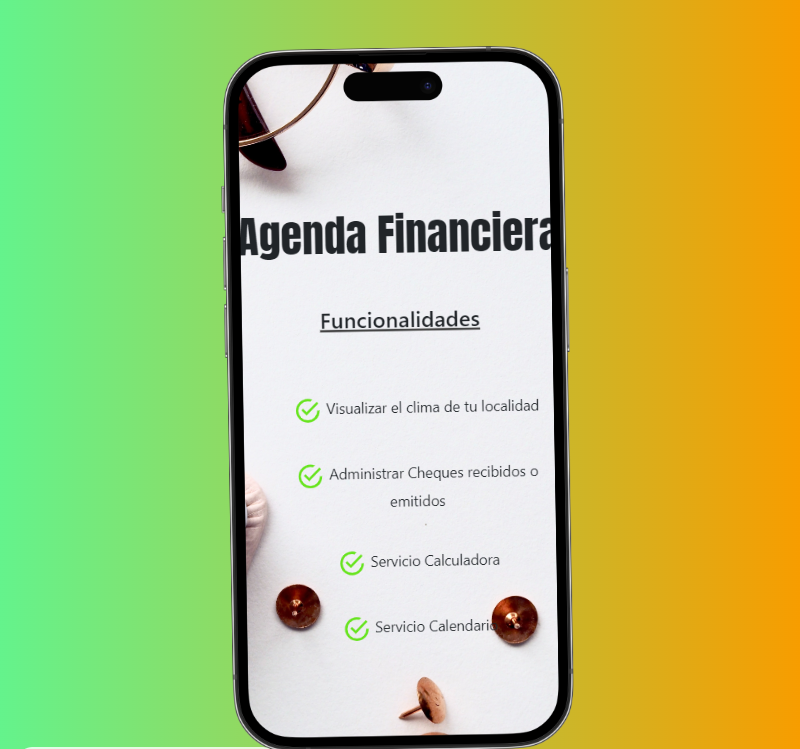 Agenda Financiera
Funcionalidades
Visualizar el clima de tu localidad
Administrar Cheques recibidos o
emitidos
Servicio Calculadora
Servicio Calendario